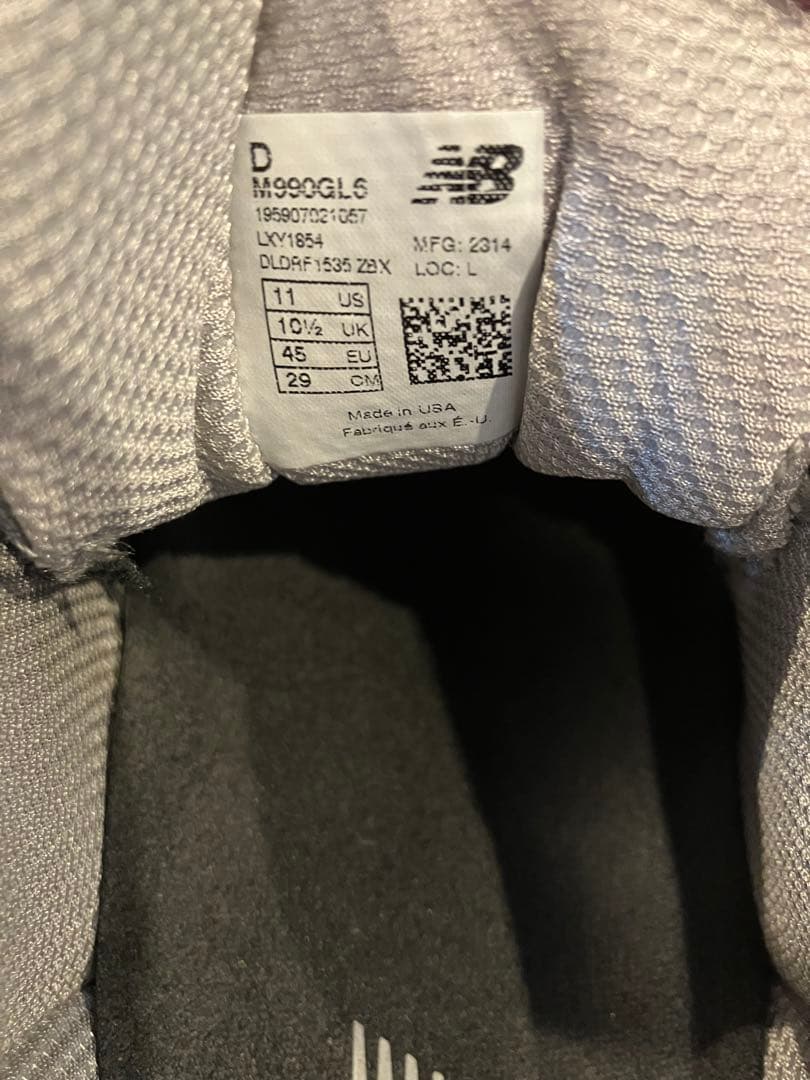 D
M990GL6
NB
195907021057
LXY1854
MFG: 2314
DLDRF1535 ZBX
LOC: L
11 US
10½ UK
45 EU
29 CM
Made in USA
Fabriqué aux É.-U.